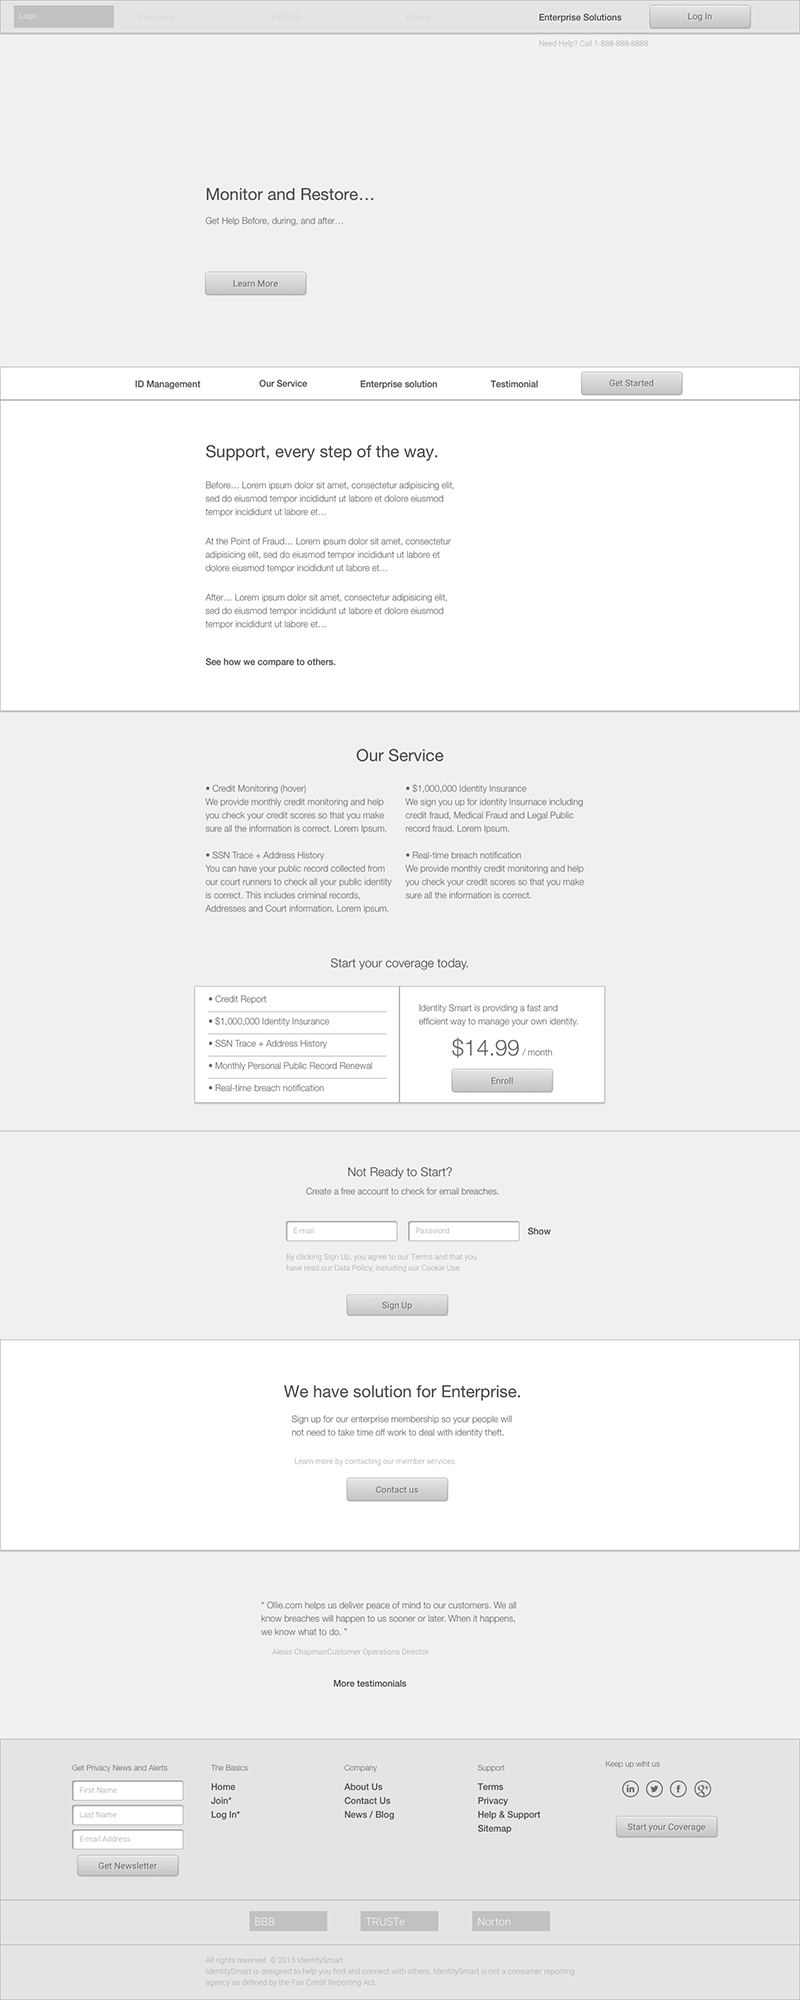 Logo
Features
Pricing
About
Enterprise Solutions
Log In
Need Help? Call 1-888-888-8888
Monitor and Restore...
Get Help Before, during, and after...
Learn More
ID Management
Our Service
Enterprise solution
Testimonial
Get Started
Support, every step of the way.
Before... Lorem ipsum dolor sit amet, consectetur adipisicing elit,
sed do eiusmod tempor incididunt ut labore et dolore eiusmod
tempor incididunt ut labore et...
At the Point of Fraud... Lorem ipsum dolor sit amet, consectetur
adipisicing elit, sed do eiusmod tempor incididunt ut labore et
dolore eiusmod tempor incididunt ut labore et...
After... Lorem ipsum dolor sit amet, consectetur adipisicing elit,
sed do eiusmod tempor incididunt ut labore et dolore eiusmod
tempor incididunt ut labore et...
See how we compare to others.
Our Service
• Credit Monitoring (hover)
We provide monthly credit monitoring and help
you check your credit scores so that you make
sure all the information is correct. Lorem Ipsum.
• $1,000,000 Identity Insurance
We sign you up for identity Insurnace including
credit fraud, Medical Fraud and Legal Public
record fraud. Lorem Ipsum.
• SSN Trace + Address History
You can have your public record collected from
our court runners to check all your public identity
is correct. This includes criminal records,
Addresses and Court information. Lorem ipsum.
• Real-time breach notification
We provide monthly credit monitoring and help
you check your credit scores so that you make
sure all the information is correct.
Start your coverage today.
• Credit Report
• $1,000,000 Identity Insurance
• SSN Trace + Address History
• Monthly Personal Public Record Renewal
• Real-time breach notification
Identity Smart is providing a fast and
efficient way to manage your own identity.
$14.99 / month
Enroll
Not Ready to Start?
Create a free account to check for email breaches.
E-mail
Password
Show
By clicking Sign Up, you agree to our Terms and that you
have read our Data Policy, including our Cookie Use.
Sign Up
We have solution for Enterprise.
Sign up for our enterprise membership so your people will
not need to take time off work to deal with identity theft.
Learn more by contacting our member services.
Contact us
" Ollie.com helps us deliver peace of mind to our customers. We all
know breaches will happen to us sooner or later. When it happens,
we know what to do. "
Alexis ChapmanCustomer Operations Director
More testimonials
Get Privacy News and Alerts
First Name
Last Name
E-mail Address
Get Newsletter
The Basics
Home
Join*
Log In*
Company
About Us
Contact Us
News / Blog
Support
Terms
Privacy
Help & Support
Sitemap
Keep up wiht us
in
f
g+
Start your Coverage
BBB
TRUSTe
Norton
All rights reserved. © 2015 IdentitySmart
IdentitySmart is designed to help you find and connect with others. IdentitySmart is not a consumer reporting
agency as defined by the Fair Credit Reporting Act.